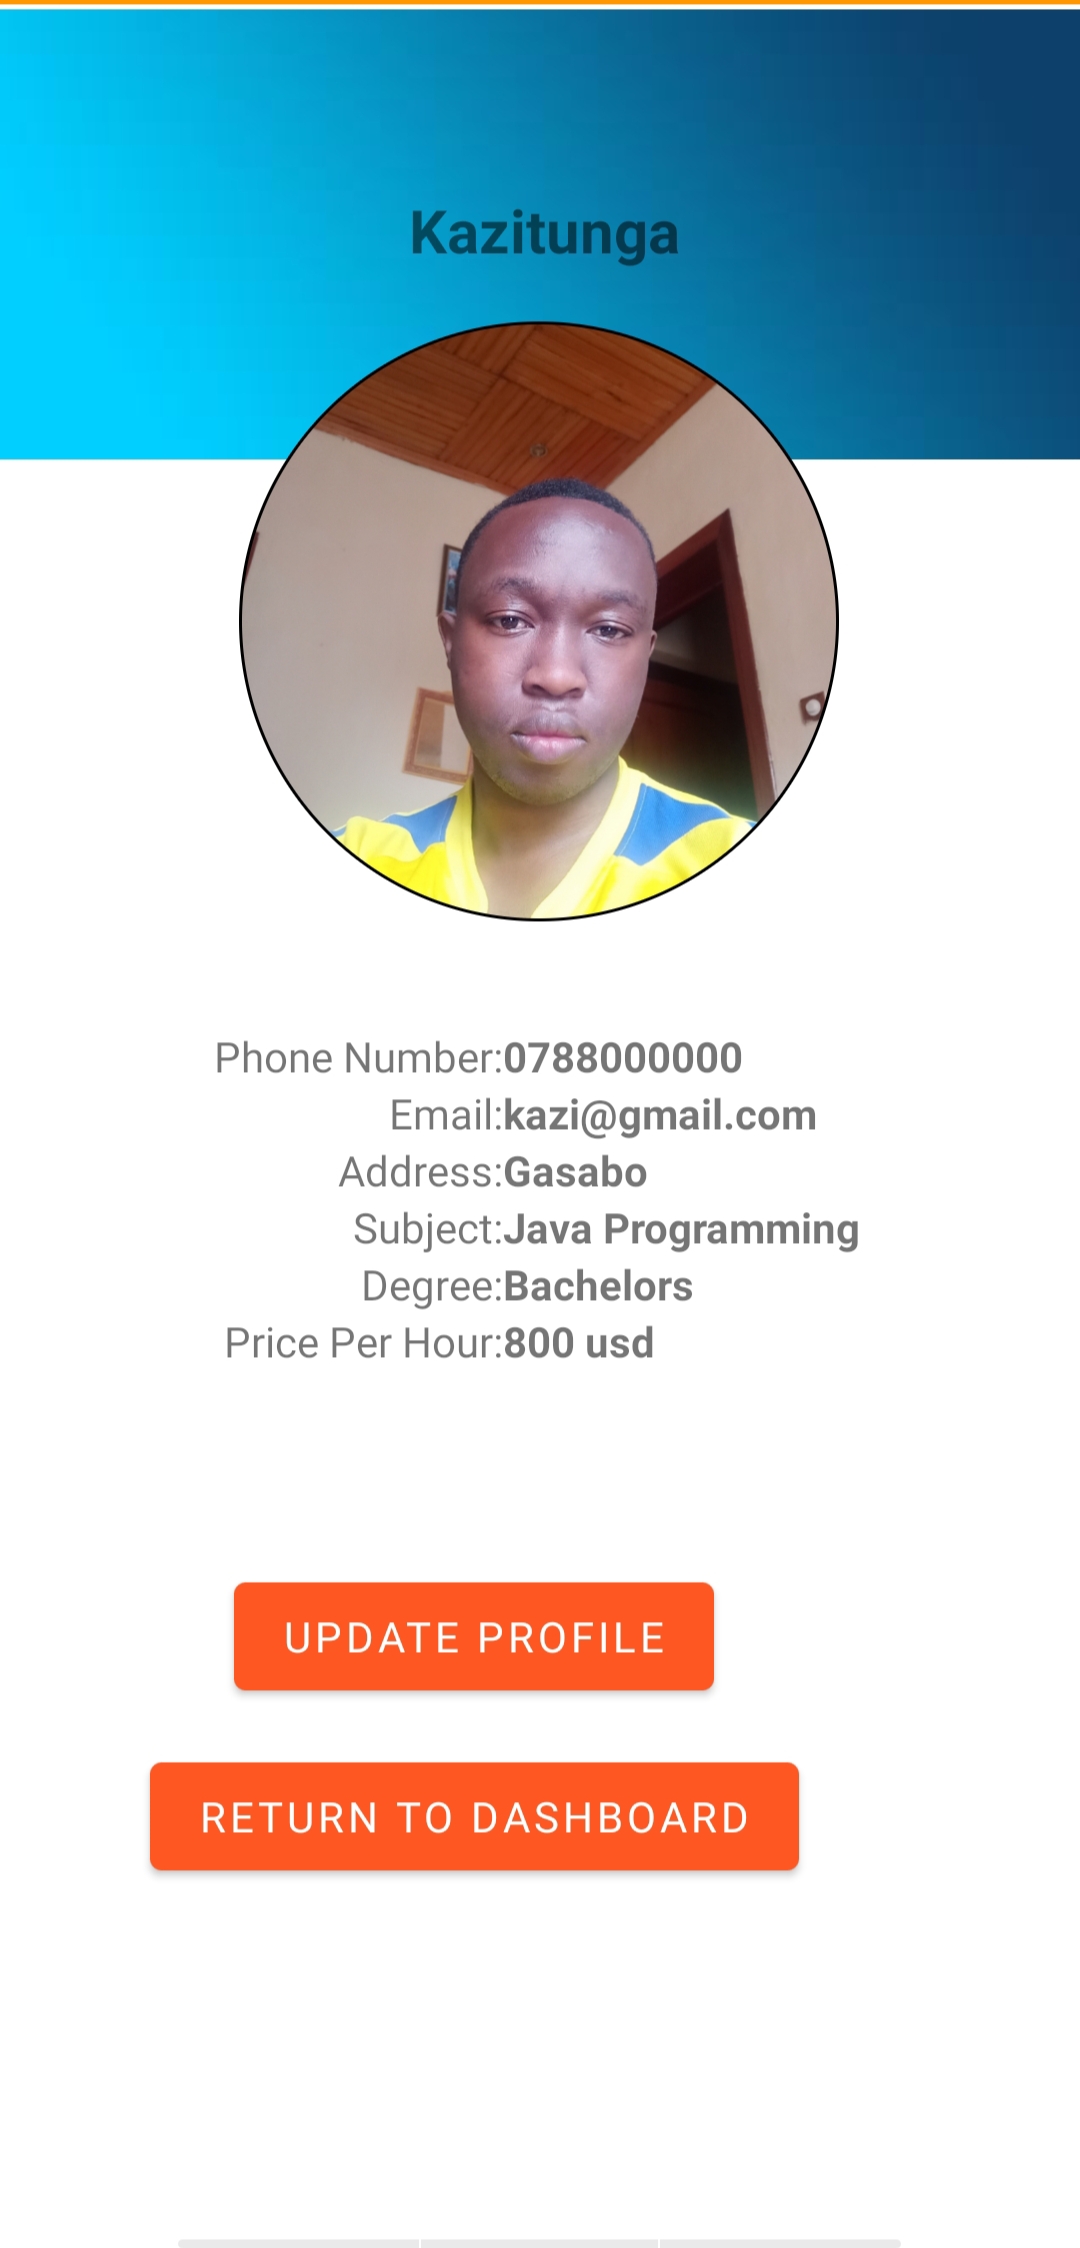 Kazitunga
Phone Number:0788000000
Email:kazi@gmail.com
Address:Gasabo
Subject:Java Programming
Degree:Bachelors
Price Per Hour:800 usd
UPDATE PROFILE
RETURN TO DASHBOARD